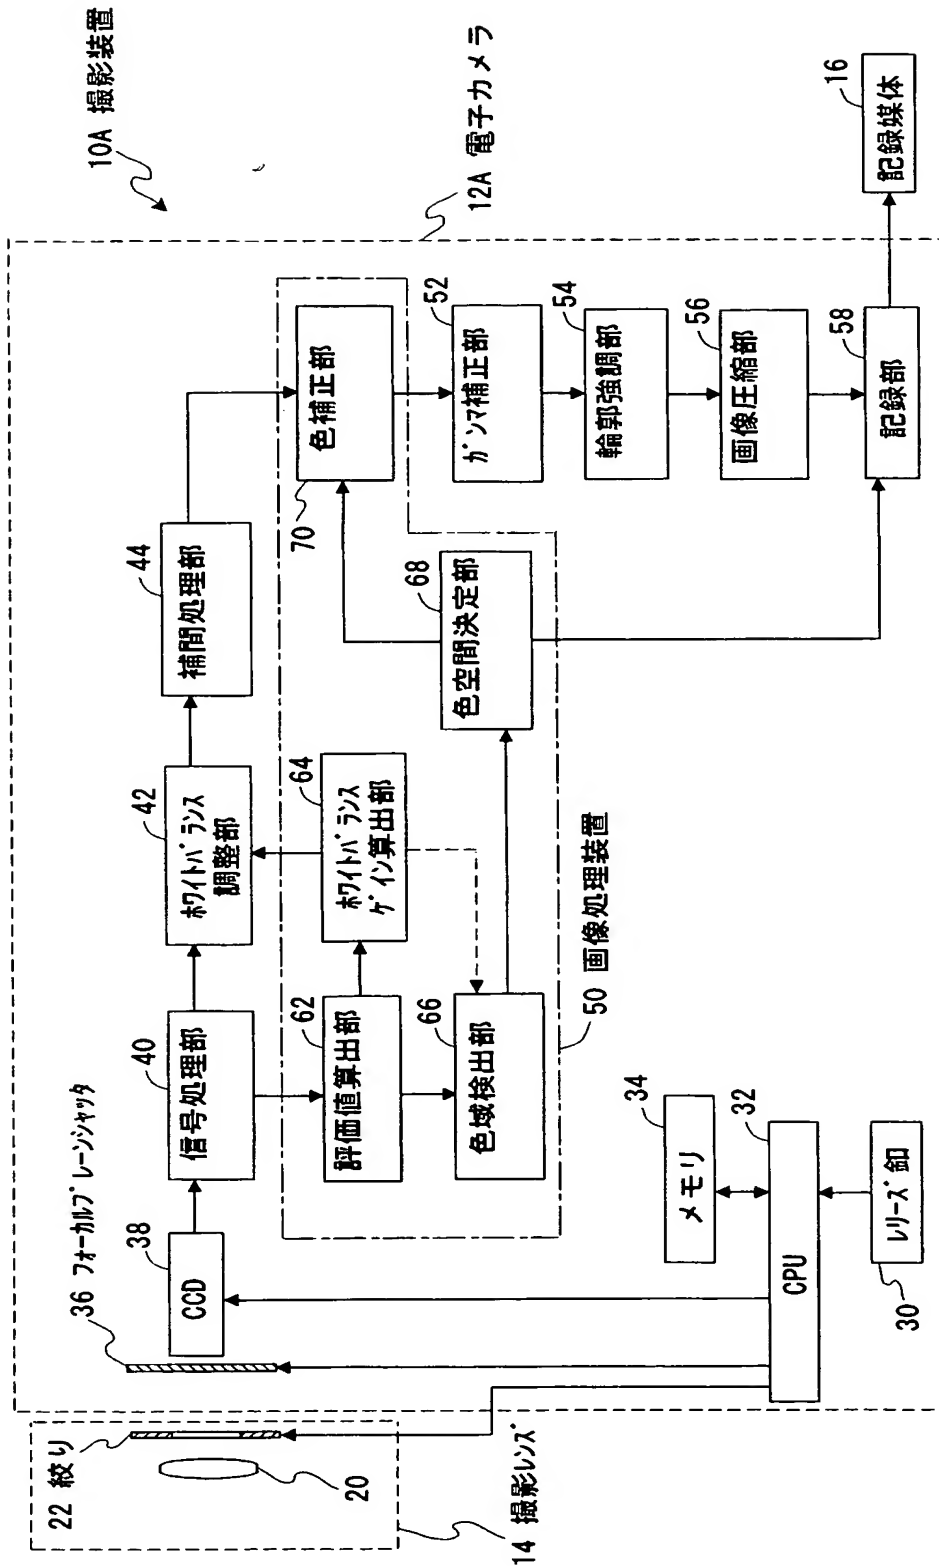 10A 撮影装置
12A 電子カメラ
22 絞り
20
14 撮影レンズ
36 フォーカルプレーンシャッタ
38
CCD
40
信号処理部
42
ホワイトバランス
調整部
44
補間処理部
62
評価値算出部
64
ホワイトバランス
ゲイン算出部
66
色域検出部
68
色空間決定部
70
色補正部
50 画像処理装置
52
ガンマ補正部
54
輪郭強調部
56
画像圧縮部
58
記録部
16
記録媒体
34
メモリ
32
CPU
30
レリーズ釦